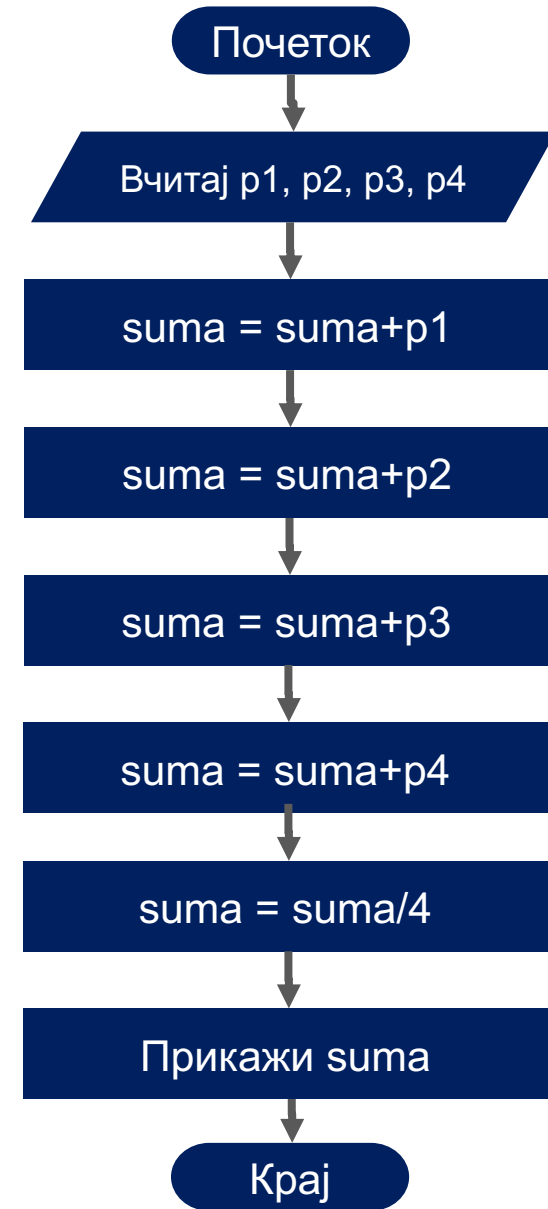 Почеток
Вчитај p1, p2, p3, p4
suma = suma+p1
suma = suma+p2
suma = suma+p3
suma = suma+p4
suma = suma/4
Прикажи suma
Крај